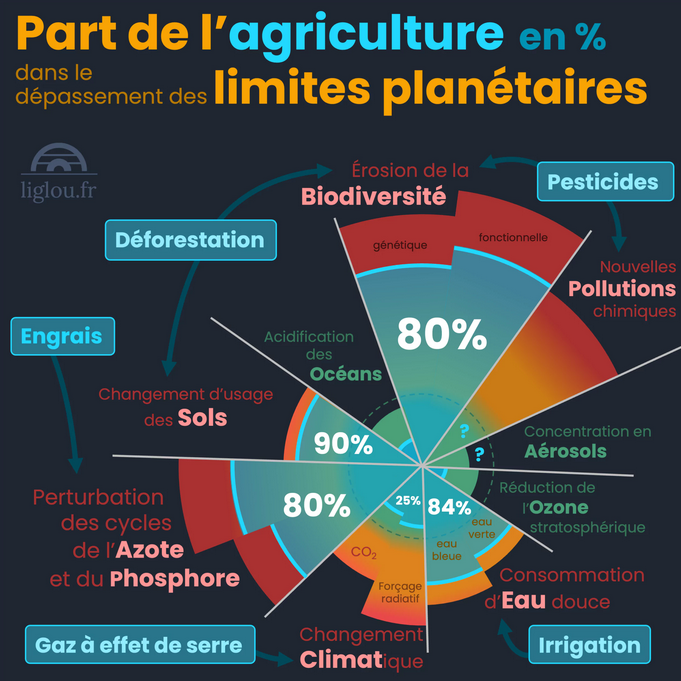 Part de l'agriculture en %
dans le
dépassement des limites planétaires
liglou.fr
Érosion de la
Biodiversité
Pesticides
Déforestation
génétique
fonctionnelle
Nouvelles
Pollutions
chimiques
Engrais
80%
Acidification
des
Océans
Changement d'usage
des Sols
90%
?
?
Concentration en
Aérosols
Perturbation
des cycles
de l'Azote
et du Phosphore
80%
25%
84%
Réduction de
l'Ozone
stratosphérique
eau
verte
eau
bleue
CO₂
Forçage
radiatif
Consommation
d'Eau douce
Gaz à effet de serre
Changement
Climatique
Irrigation